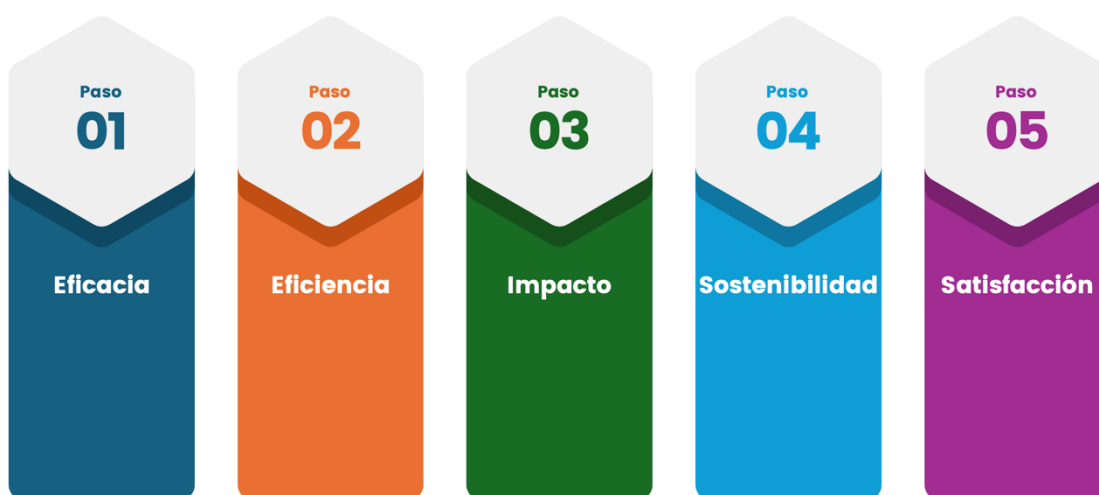 Paso
01
Eficacia
Paso
02
Eficiencia
Paso
03
Impacto
Paso
04
Sostenibilidad
Paso
05
Satisfacción